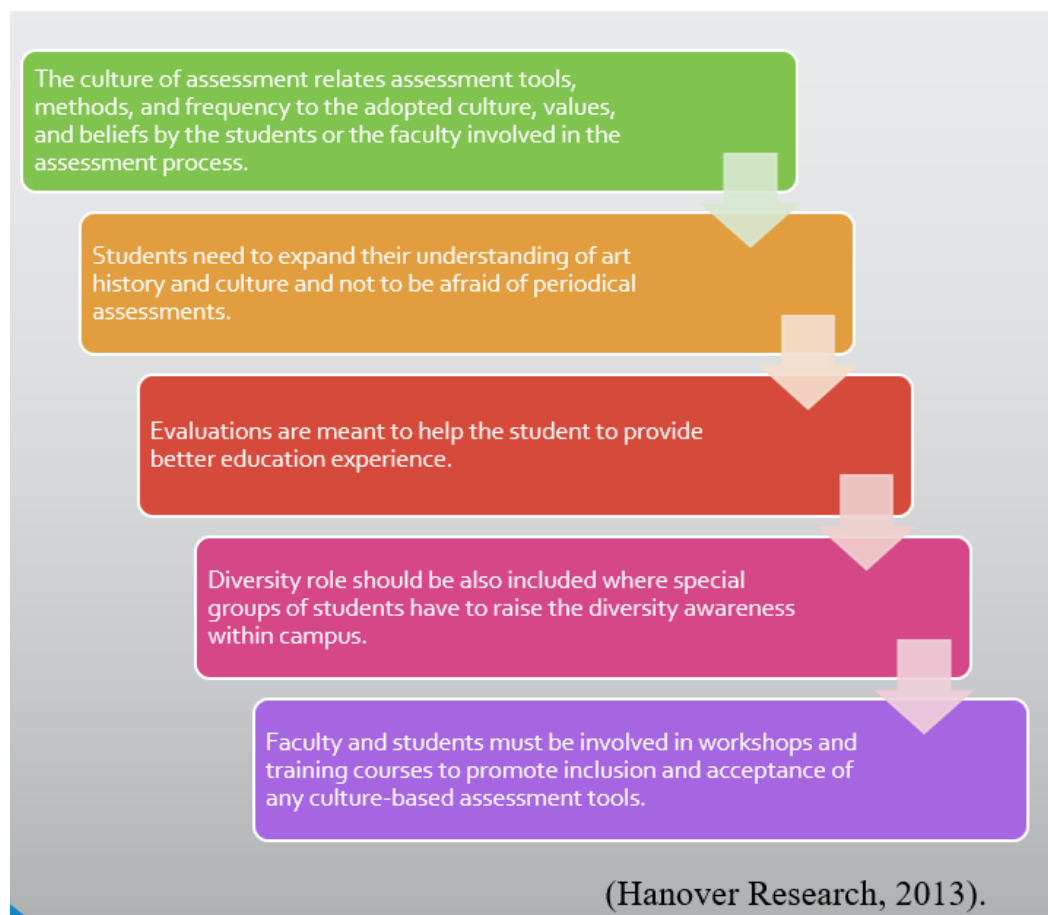 The culture of assessment relates assessment tools,
methods, and frequency to the adopted culture, values,
and beliefs by the students or the faculty involved in the
assessment process.
Students need to expand their understanding of art
history and culture and not to be afraid of periodical
assessments.
Evaluations are meant to help the student to provide
better education experience.
Diversity role should be also included where special
groups of students have to raise the diversity awareness
within campus.
Faculty and students must be involved in workshops and
training courses to promote inclusion and acceptance of
any culture-based assessment tools.
(Hanover Research, 2013).